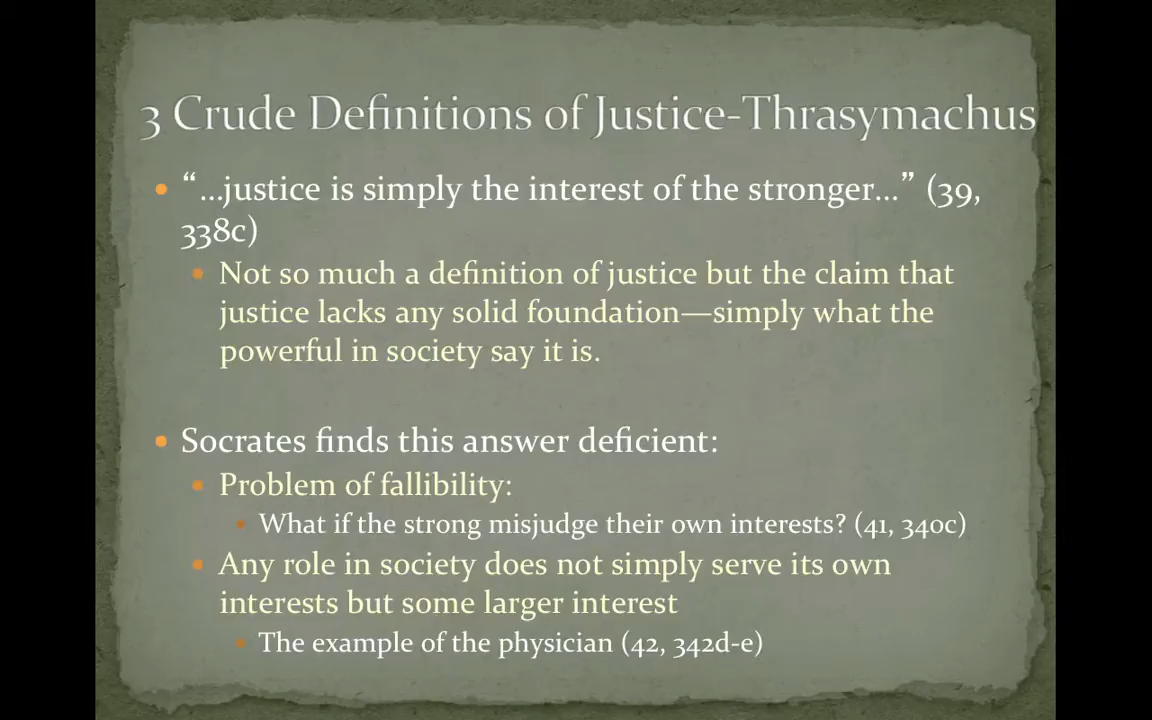 3 Crude Definitions of Justice-Thrasymachus
• “…justice is simply the interest of the stronger…” (39,
338c)
• Not so much a definition of justice but the claim that
justice lacks any solid foundation—simply what the
powerful in society say it is.
• Socrates finds this answer deficient:
• Problem of fallibility:
• What if the strong misjudge their own interests? (41, 340c)
• Any role in society does not simply serve its own
interests but some larger interest
• The example of the physician (42, 342d-e)